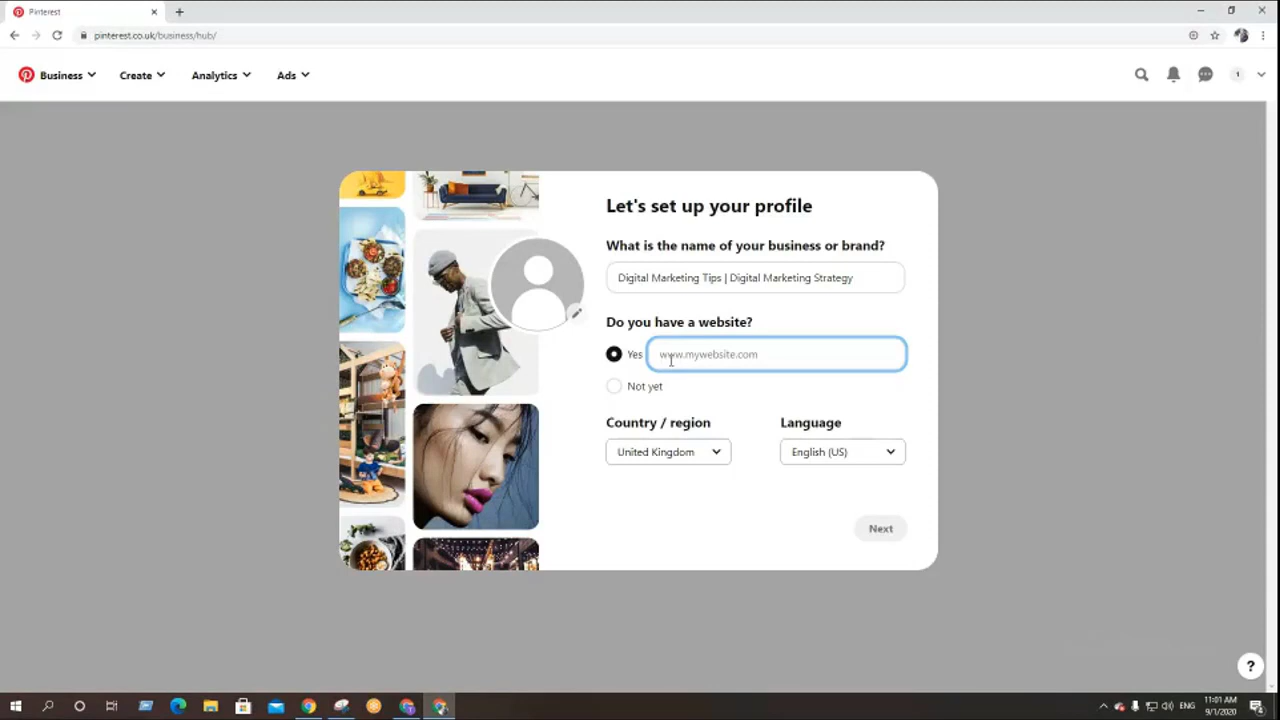 Pinterest
pinterest.co.uk/business/hub/
Business Create Analytics Ads
1
Let's set up your profile
What is the name of your business or brand?
Digital Marketing Tips | Digital Marketing Strategy
Do you have a website?
Yes www.mywebsite.com
Not yet
Country / region Language
United Kingdom English (US)
Next
?
ENG
11:01 AM
9/1/2020